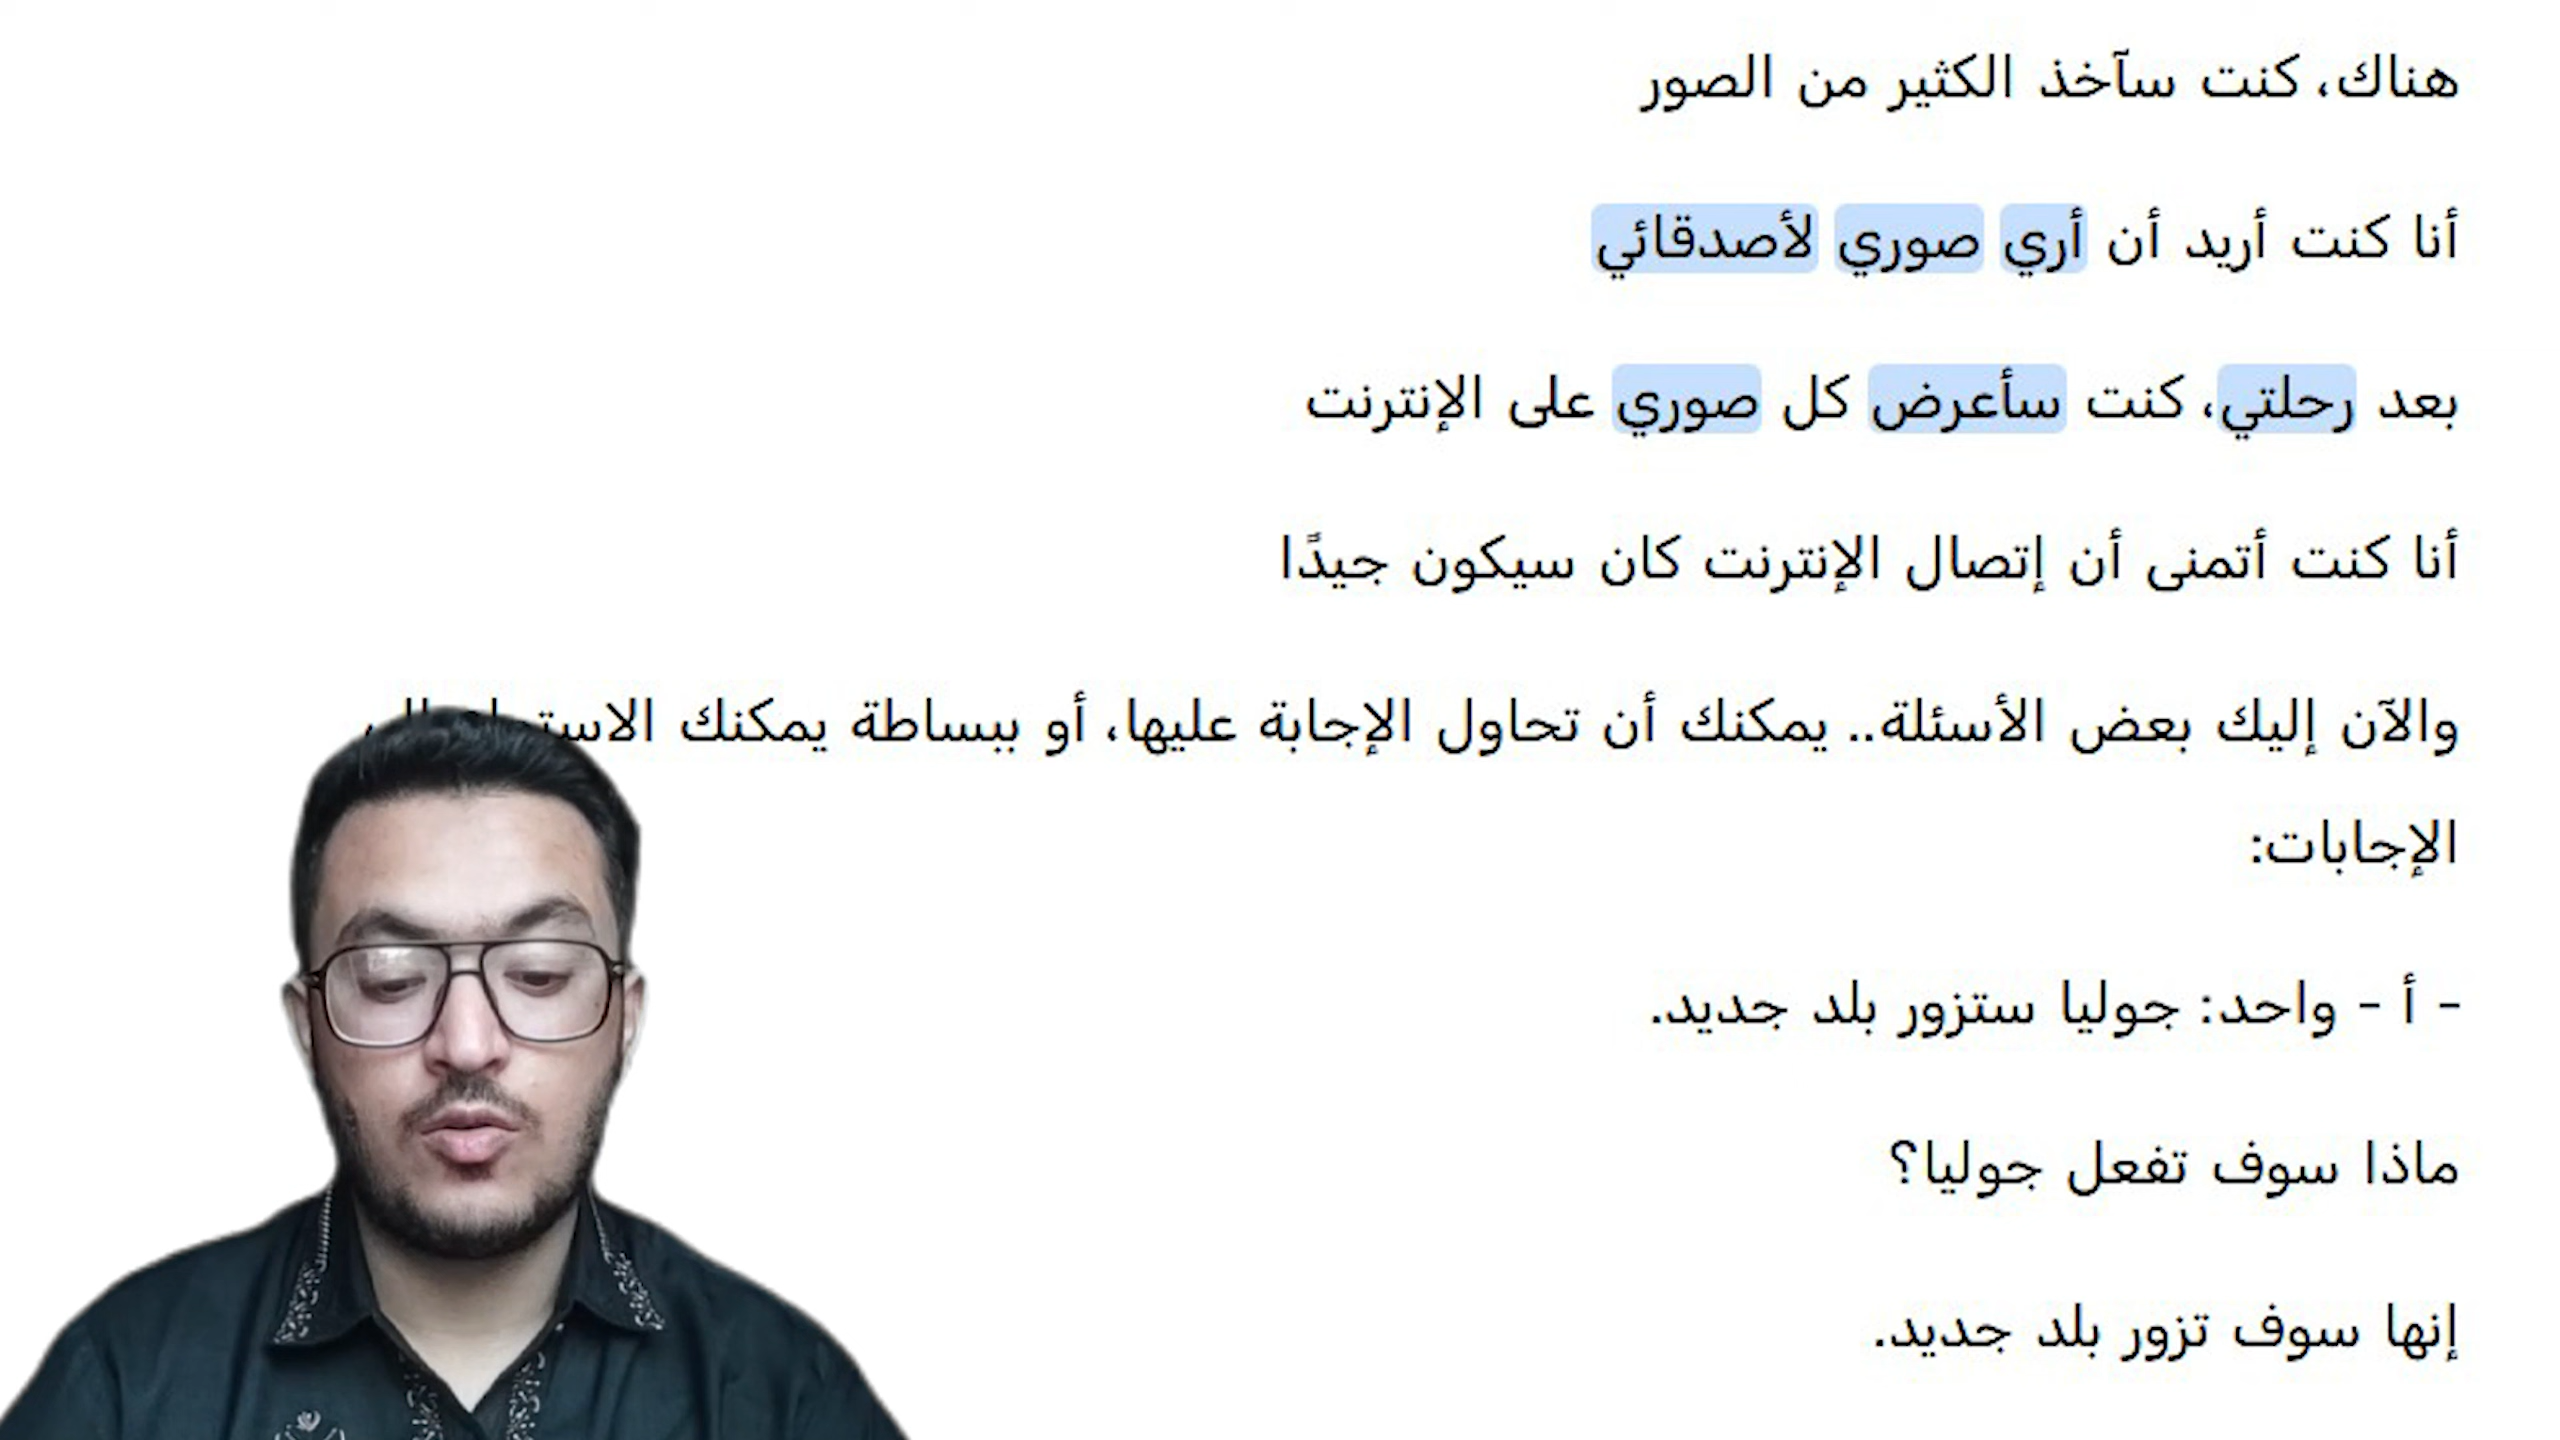 هناك، كنت سآخذ الكثير من الصور
أنا كنت أريد أن أري صوري لأصدقائي
بعد رحلتي، كنت سأعرض كل صوري على الإنترنت
أنا كنت أتمنى أن إتصال الإنترنت كان سيكون جيدًا
والآن إليك بعض الأسئلة.. يمكنك أن تحاول الإجابة عليها، أو ببساطة يمكنك
الإجابات:
- أ - واحد: جوليا ستزور بلد جديد.
ماذا سوف تفعل جوليا؟
إنها سوف تزور بلد جديد.